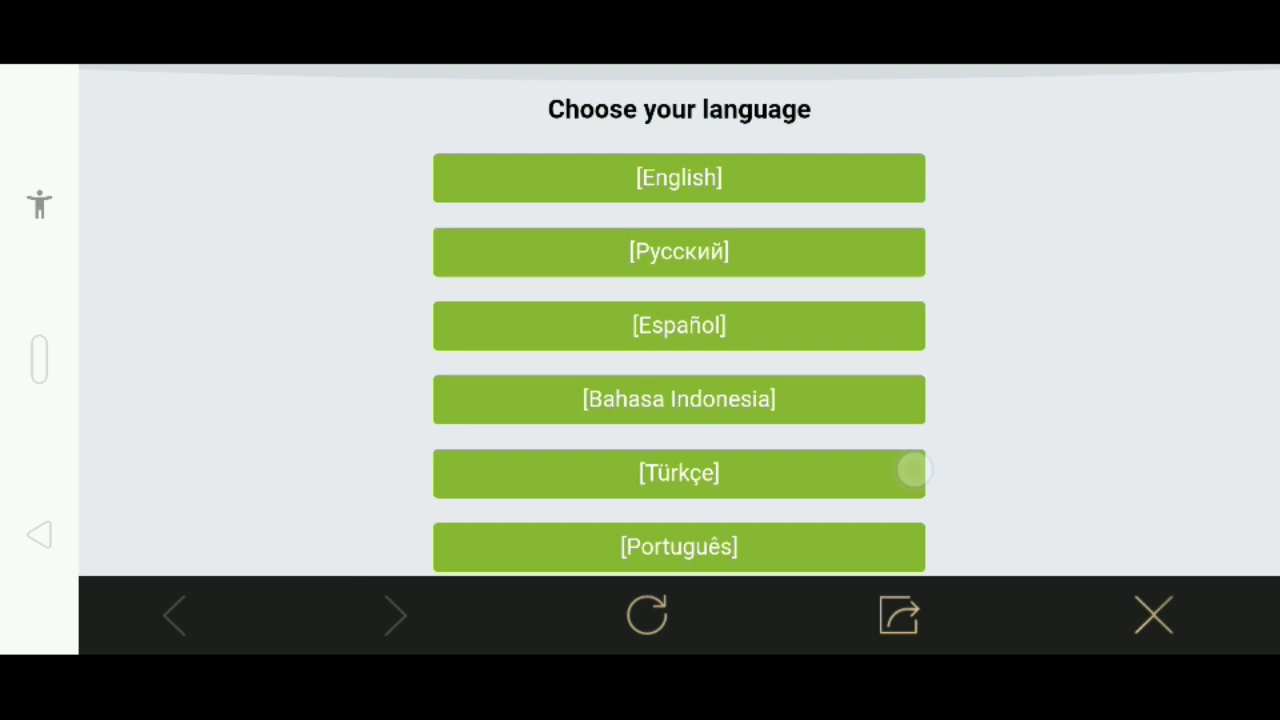 Choose your language
[English]
[Русский]
[Español]
[Bahasa Indonesia]
[Türkçe]
[Português]